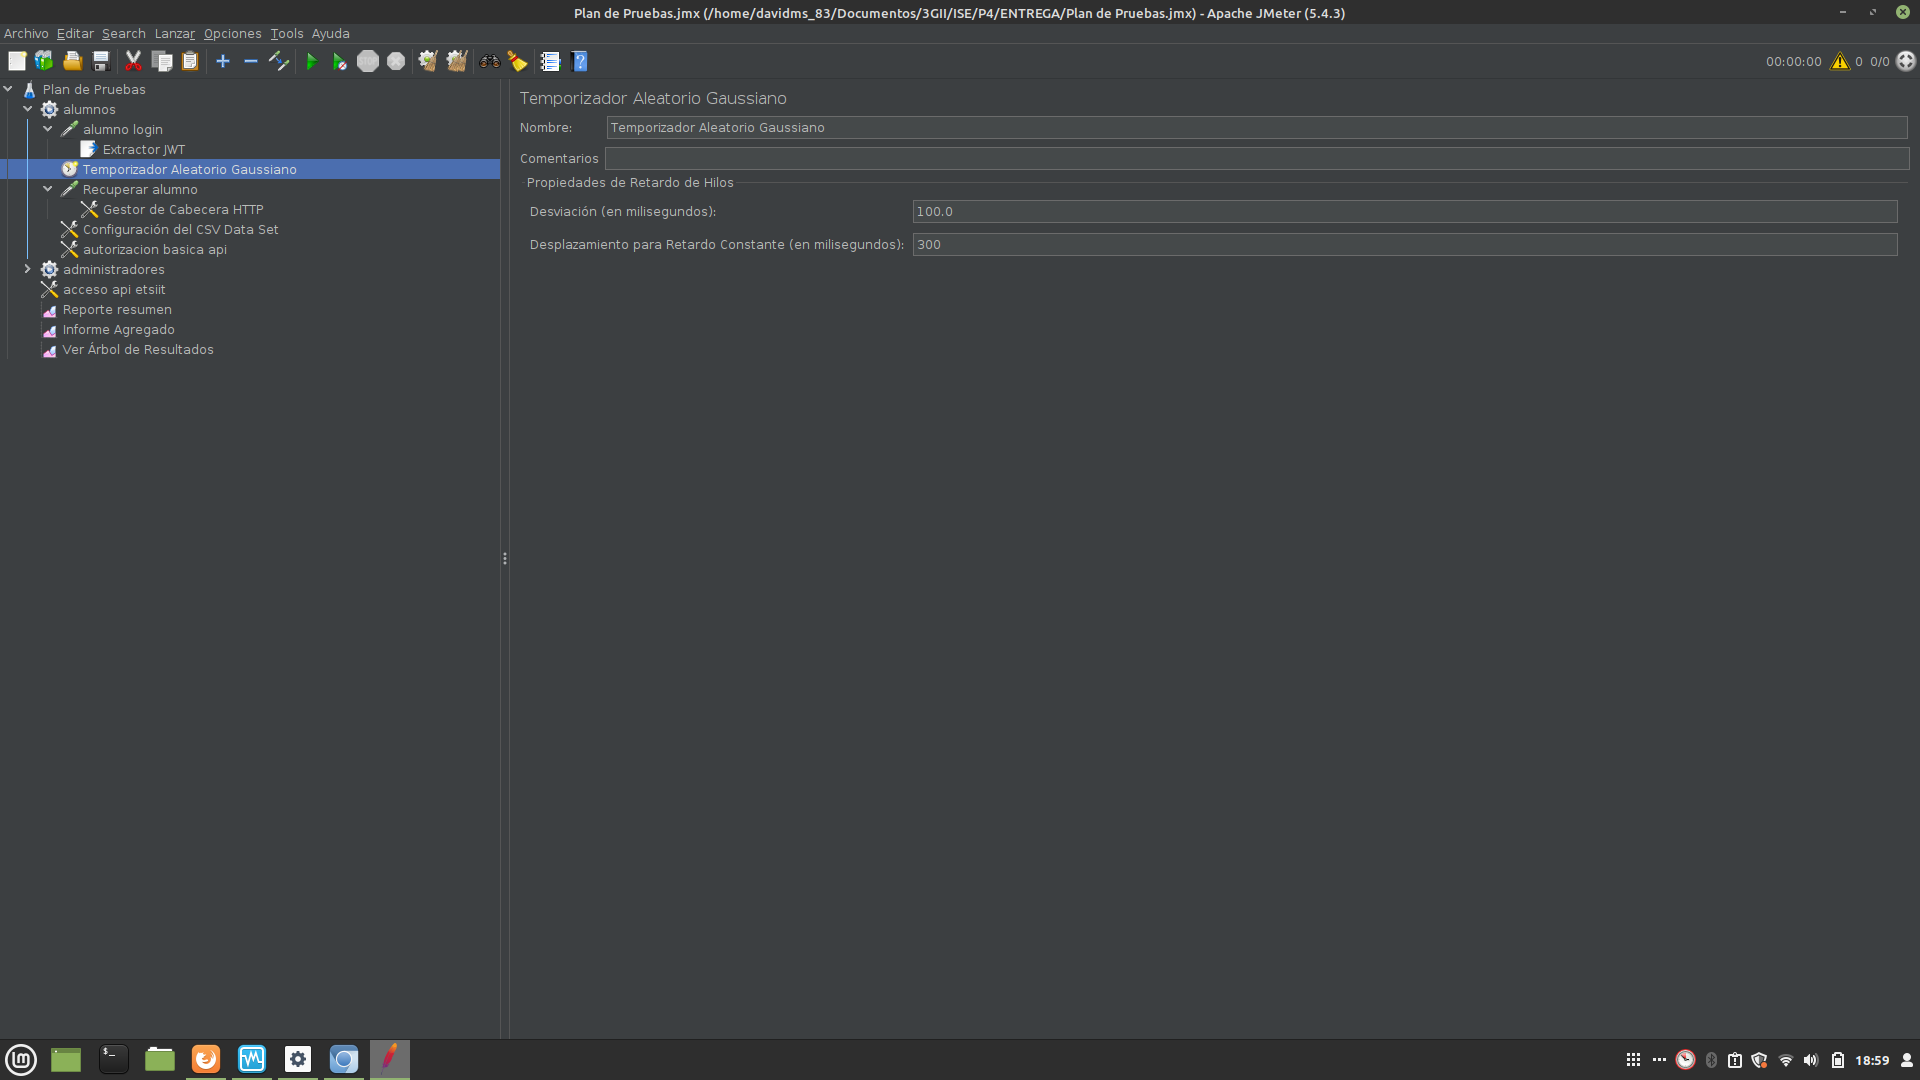 Plan de Pruebas.jmx (/home/davidms_83/Documentos/3GII/ISE/P4/ENTREGA/Plan de Pruebas.jmx) - Apache JMeter (5.4.3)
Archivo Editar Search Lanzar Opciones Tools Ayuda
00:00:00 0 0/0
Plan de Pruebas
alumnos
alumno login
Extractor JWT
Temporizador Aleatorio Gaussiano
Recuperar alumno
Gestor de Cabecera HTTP
Configuración del CSV Data Set
autorizacion basica api
administradores
acceso api etsiit
Reporte resumen
Informe Agregado
Ver Árbol de Resultados
Temporizador Aleatorio Gaussiano
Nombre: Temporizador Aleatorio Gaussiano
Comentarios
Propiedades de Retardo de Hilos
Desviación (en milisegundos): 100.0
Desplazamiento para Retardo Constante (en milisegundos): 300
18:59